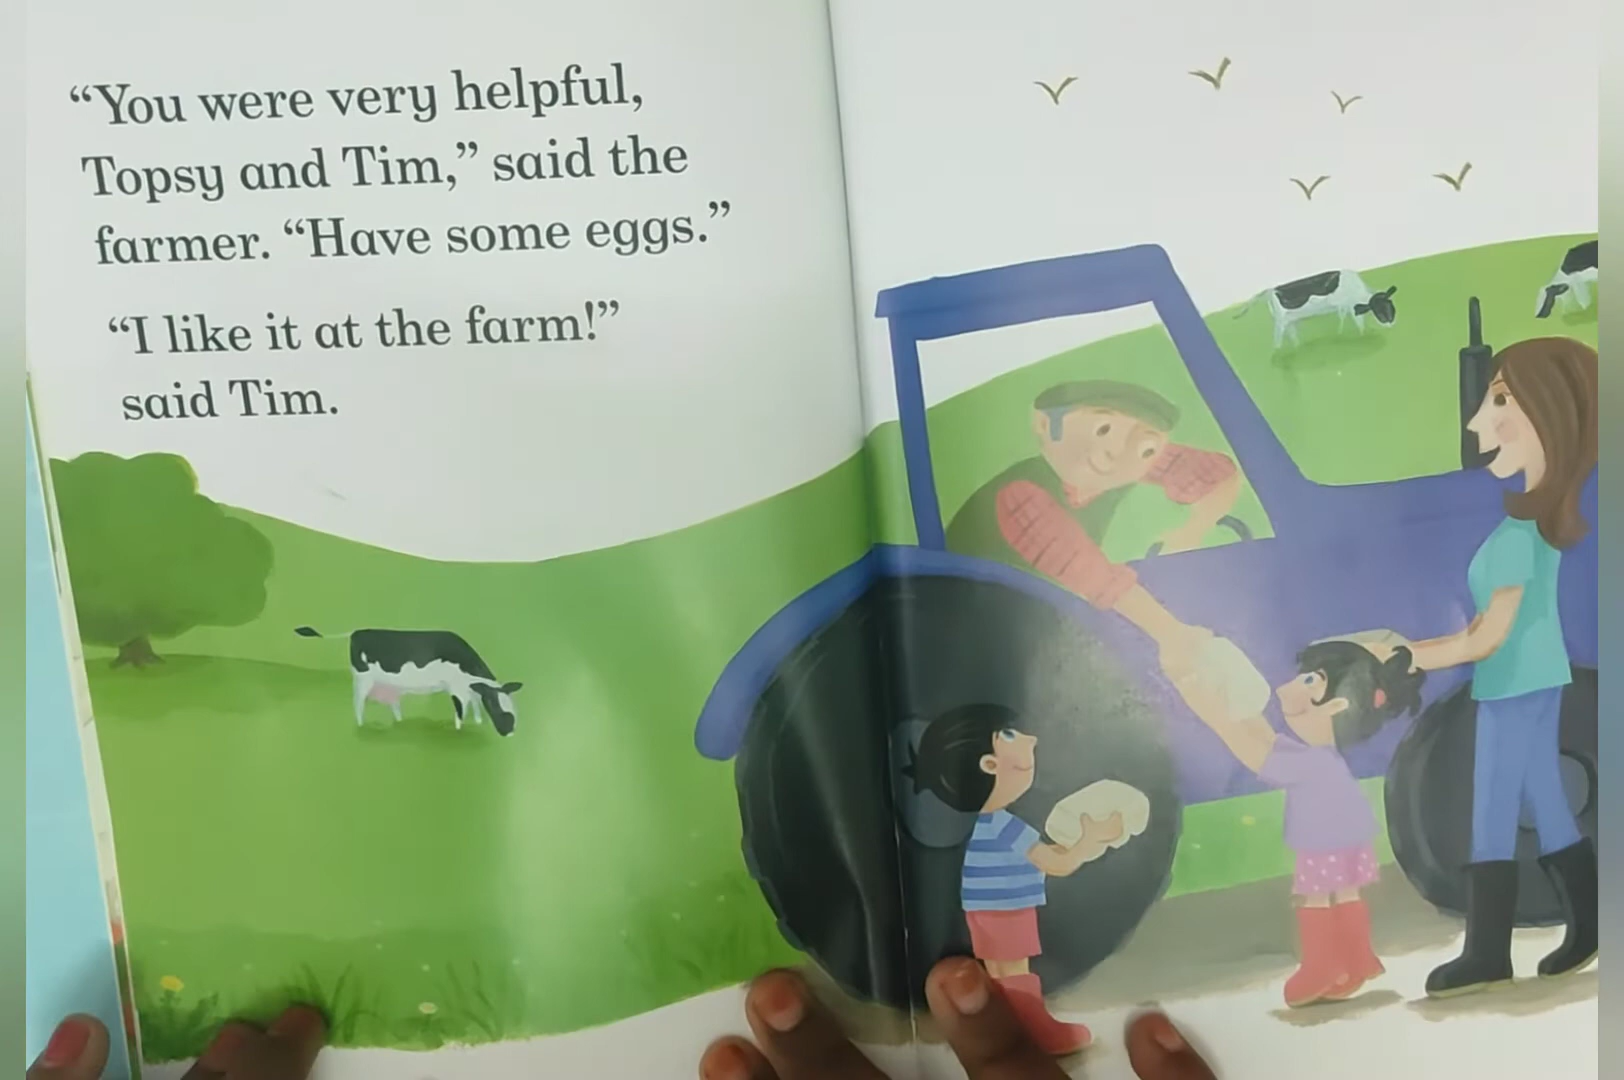 “You were very helpful,
Topsy and Tim,” said the
farmer. “Have some eggs.”
“I like it at the farm!”
said Tim.